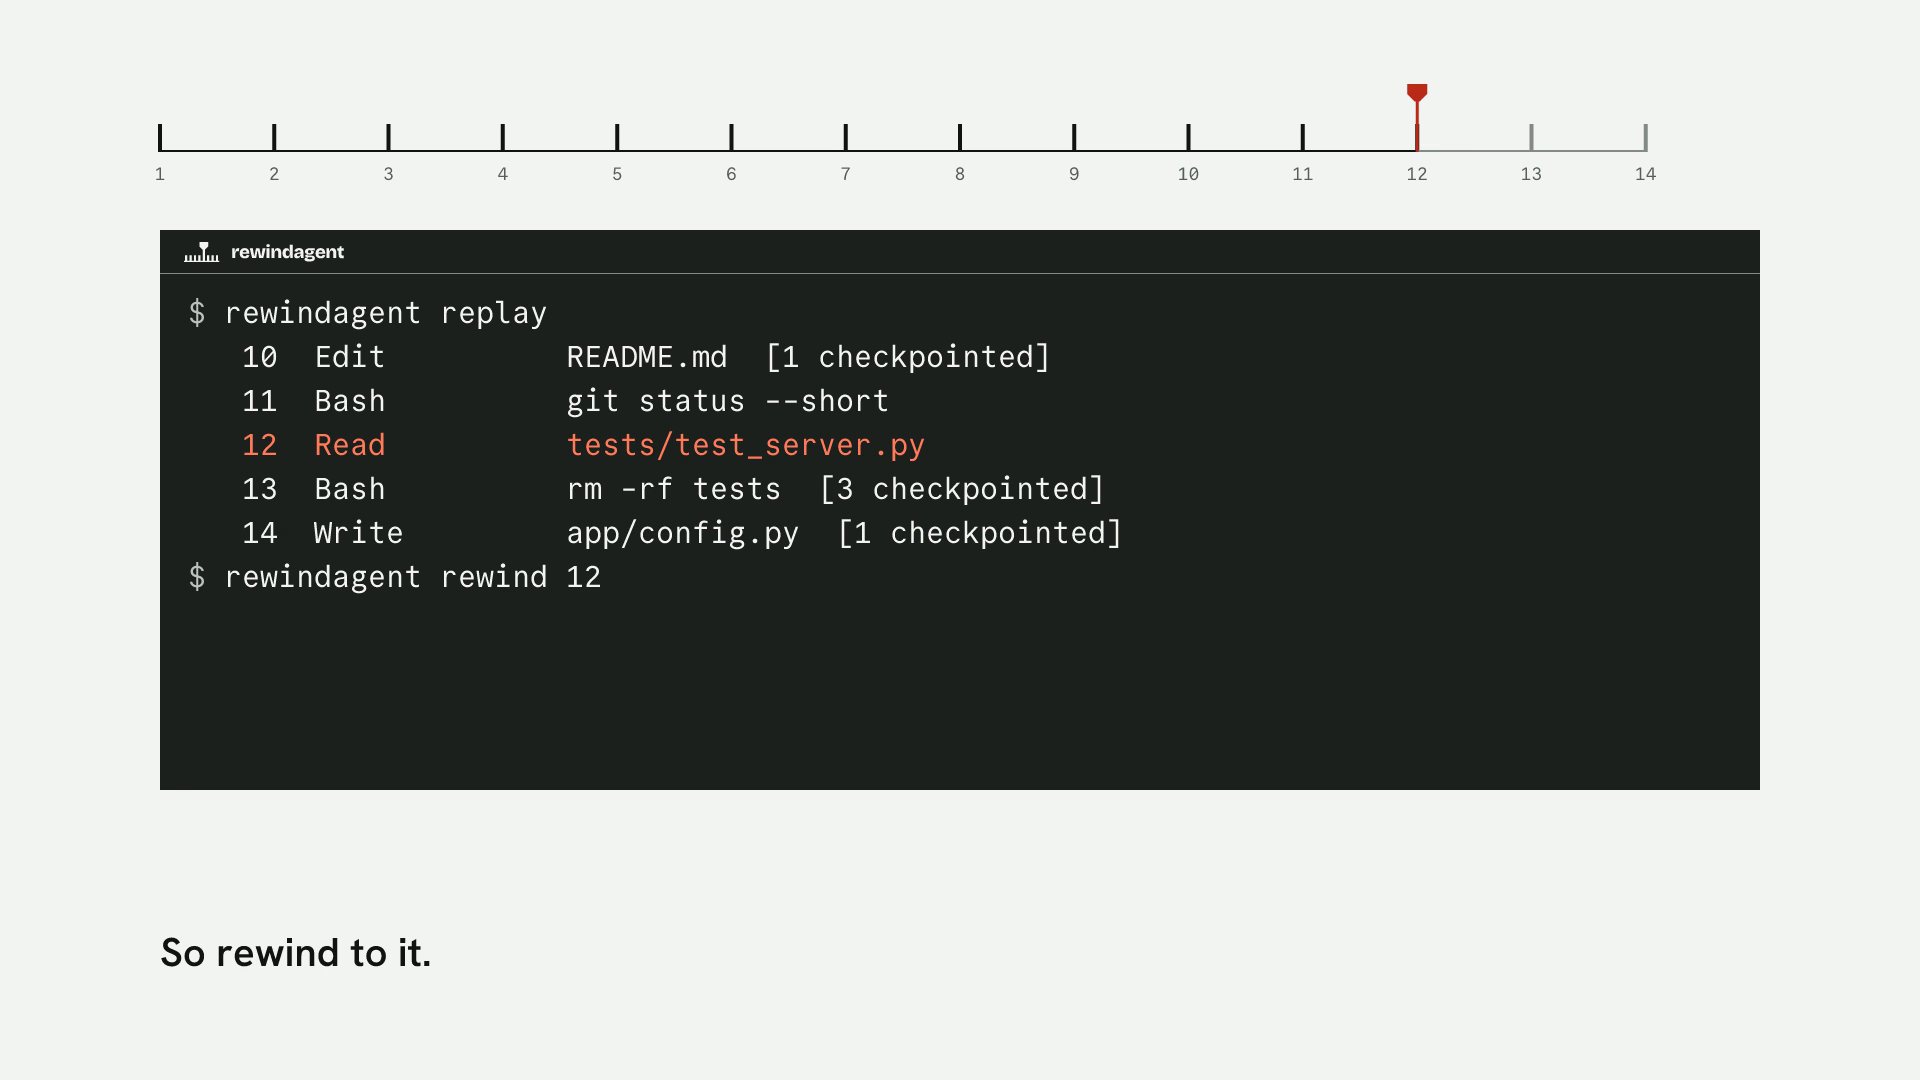 1 2 3 4 5 6 7 8 9 10 11 12 13 14
rewindagent
$ rewindagent replay
10 Edit README.md [1 checkpointed]
11 Bash git status --short
12 Read tests/test_server.py
13 Bash rm -rf tests [3 checkpointed]
14 Write app/config.py [1 checkpointed]
$ rewindagent rewind 12
So rewind to it.